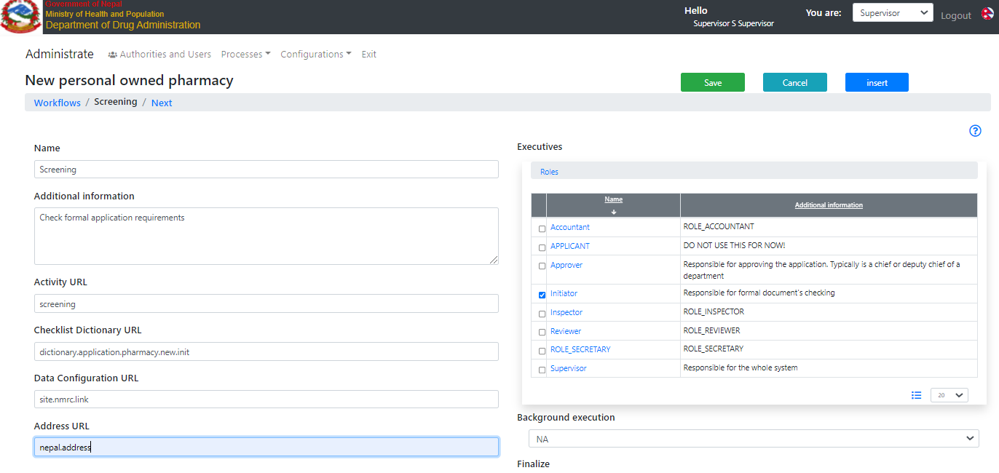 Government of Nepal
Ministry of Health and Population
Department of Drug Administration
Hello
Supervisor S Supervisor
You are:
Supervisor
Logout
Administrate
Authorities and Users
Processes
Configurations
Exit
New personal owned pharmacy
Save
Cancel
insert
Workflows / Screening / Next
Name
Screening
Additional information
Check formal application requirements
Activity URL
screening
Checklist Dictionary URL
dictionary.application.pharmacy.new.init
Data Configuration URL
site.nmrc.link
Address URL
nepal.address
Executives
Roles
Name
Additional information
Accountant
ROLE_ACCOUNTANT
APPLICANT
DO NOT USE THIS FOR NOW!
Approver
Responsible for approving the application. Typically is a chief or deputy chief of a
department
Initiator
Responsible for formal document's checking
Inspector
ROLE_INSPECTOR
Reviewer
ROLE_REVIEWER
ROLE_SECRETARY
ROLE_SECRETARY
Supervisor
Responsible for the whole system
20
Background execution
NA
Finalize